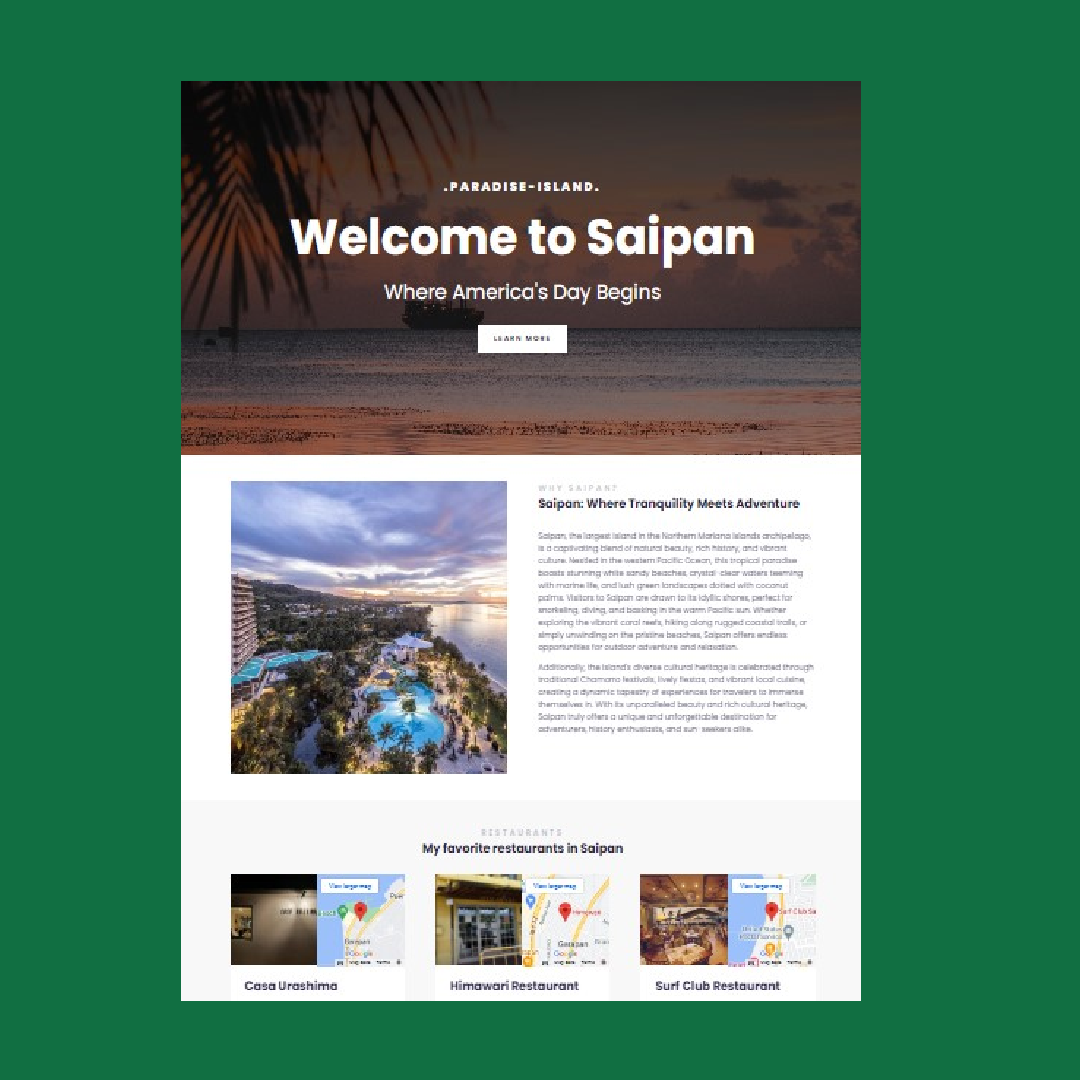 .PARADISE-ISLAND.
Welcome to Saipan
Where America's Day Begins
LEARN MORE
WHY SAIPAN?
Saipan: Where Tranquility Meets Adventure
Saipan, the largest island in the Northern Mariana Islands archipelago,
is a captivating blend of natural beauty, rich history, and vibrant
culture. Nestled in the western Pacific Ocean, this tropical paradise
boasts stunning white sandy beaches, crystal-clear waters teeming
with marine life, and lush green landscapes dotted with coconut
palms. Visitors to Saipan are drawn to its idyllic shores, perfect for
snorkeling, diving, and basking in the warm Pacific sun. Whether
exploring the vibrant coral reefs, hiking along rugged coastal trails, or
simply unwinding on the pristine beaches, Saipan offers endless
opportunities for outdoor adventure and relaxation.
Additionally, the island's diverse cultural heritage is celebrated through
traditional Chamorro festivals, lively fiestas, and vibrant local cuisine,
creating a dynamic tapestry of experiences for travelers to immerse
themselves in. With its unparalleled beauty and rich cultural heritage,
Saipan truly offers a unique and unforgettable destination for
adventurers, history enthusiasts, and sun-seekers alike.
RESTAURANTS
My favorite restaurants in Saipan
View larger map
Garapan
Google
View larger map
Himawari
Garapan
Google
View larger map
Surf Club Sa
Google
Casa Urashima
Himawari Restaurant
Surf Club Restaurant